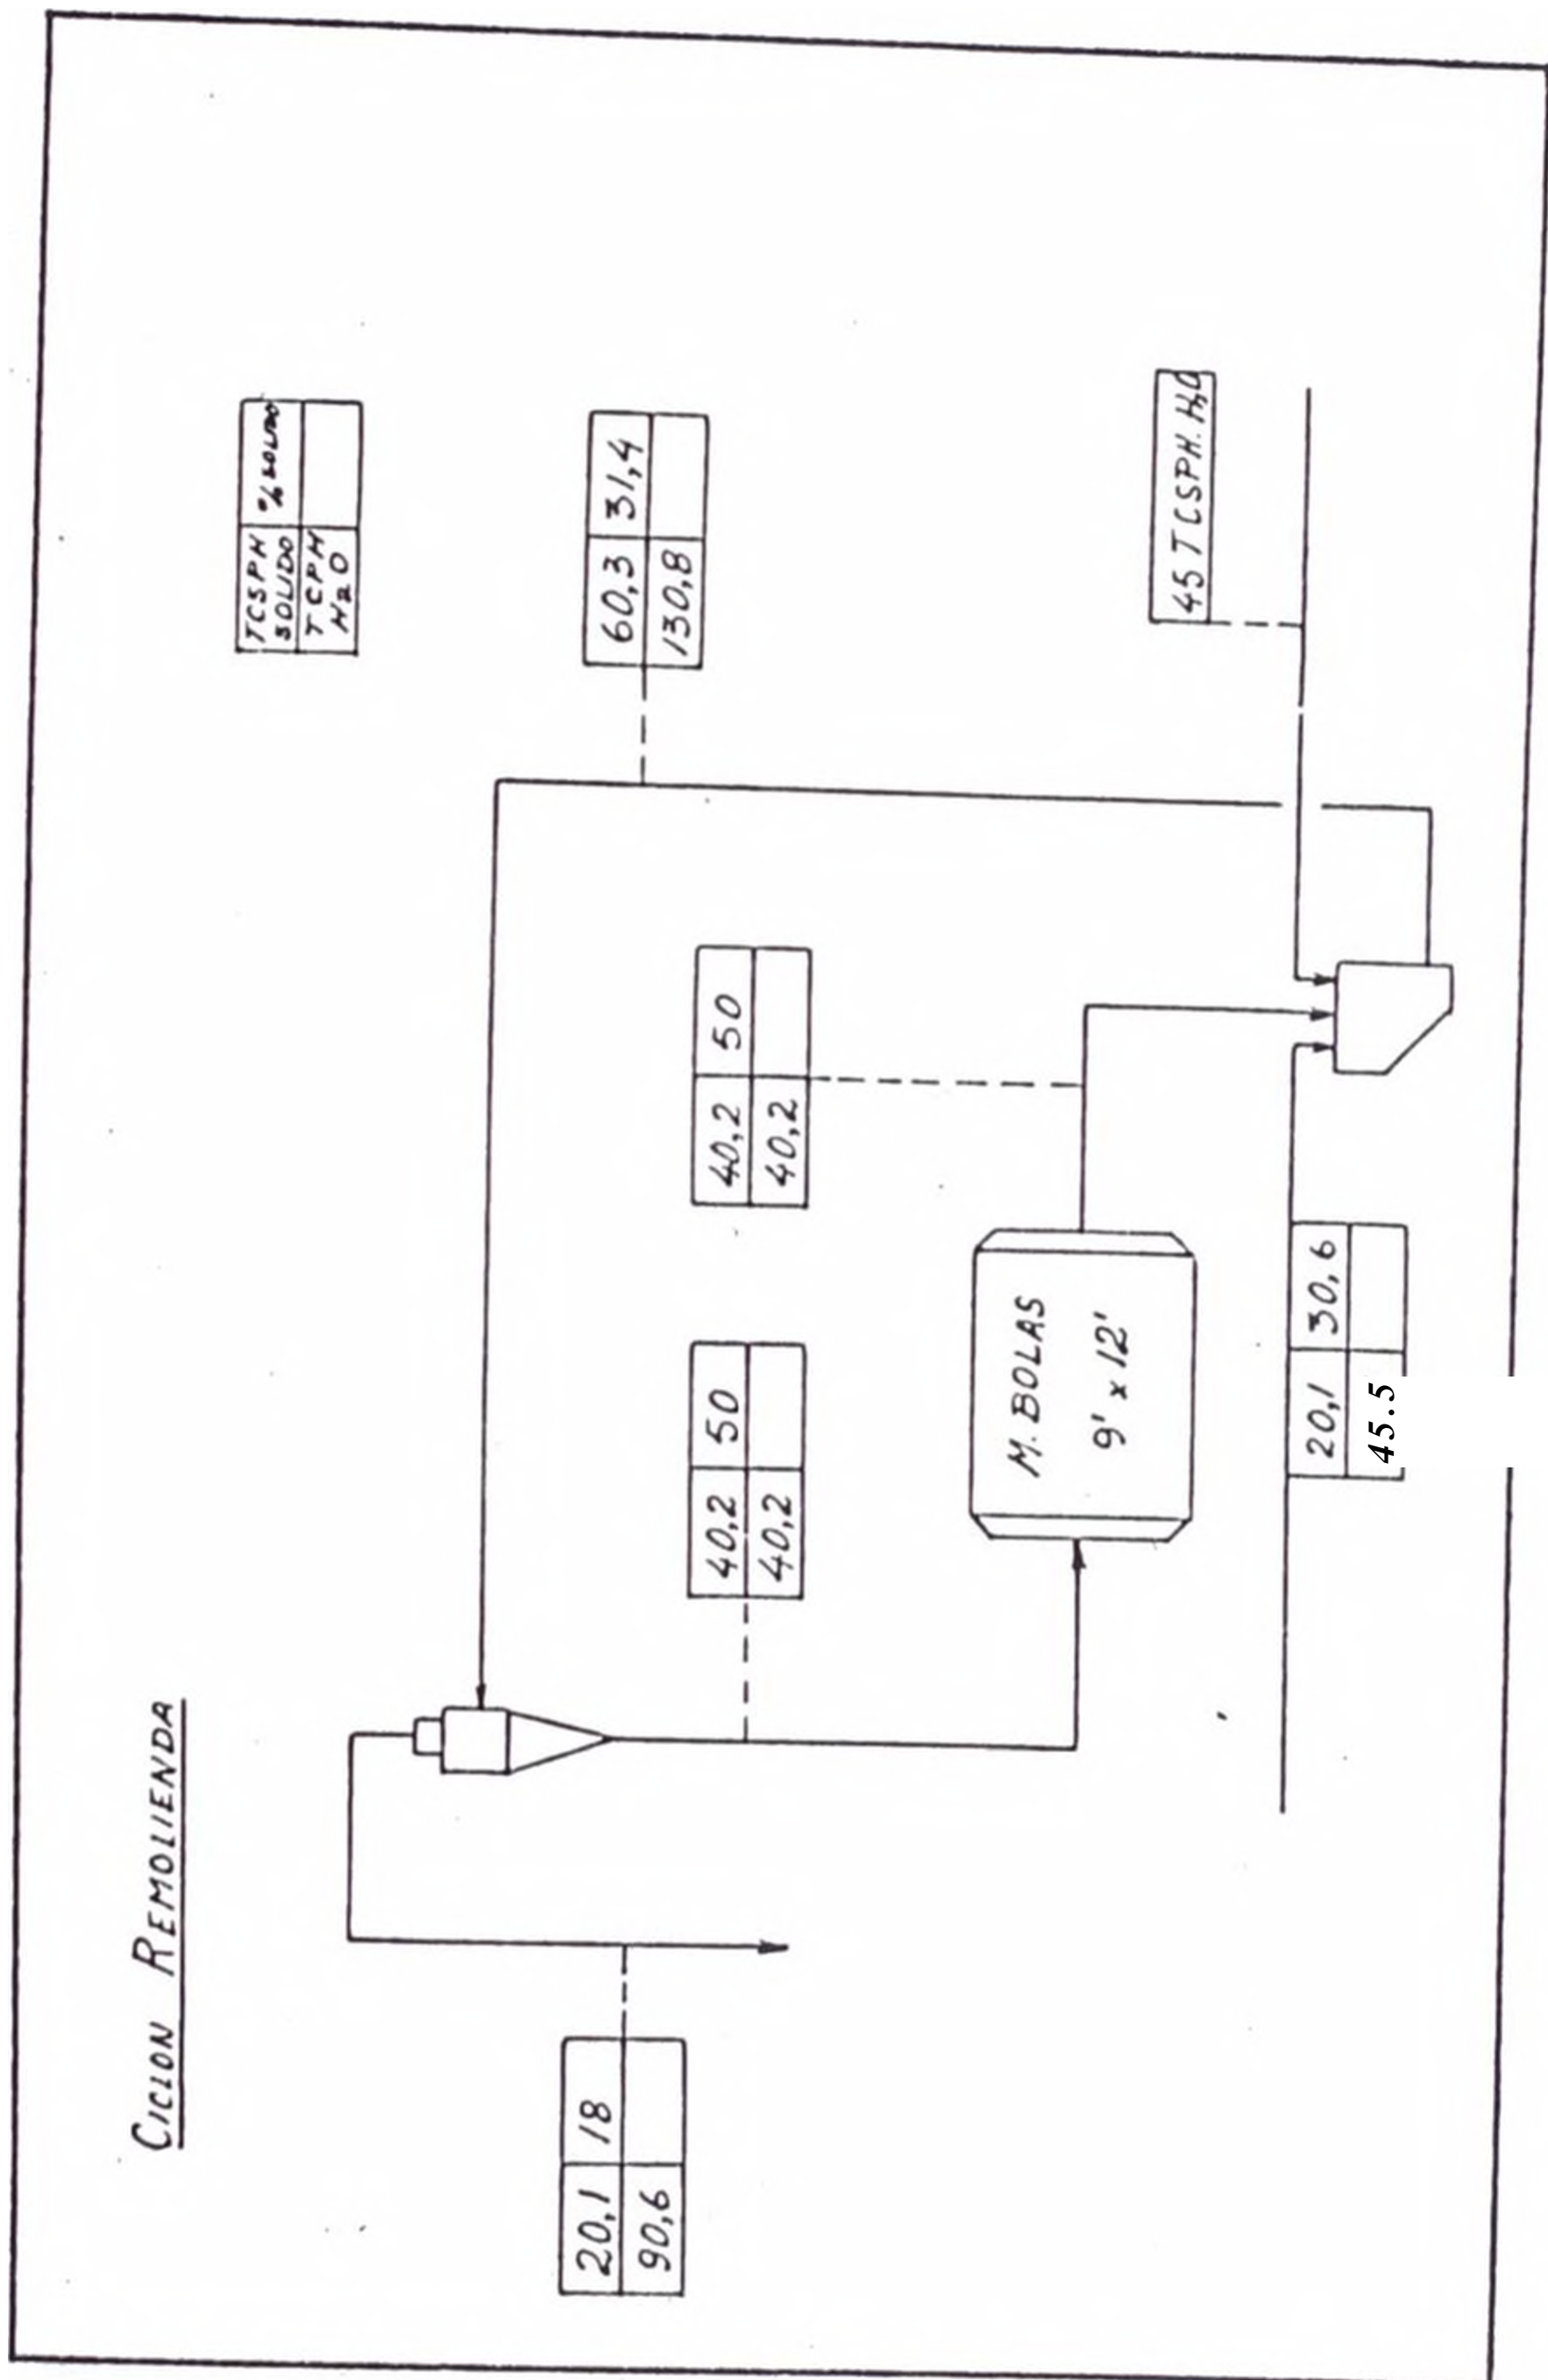 CICLON REMOLIENDA
TCSPH SOLIDO % SOLIDO
TCPH H2O
60,3 31,4
130,8
20,1 18
90,6
40,2 50
40,2
40,2 50
40,2
M. BOLAS
9' x 12'
45 TCSPH. H2O
20,1 30,6
45.5